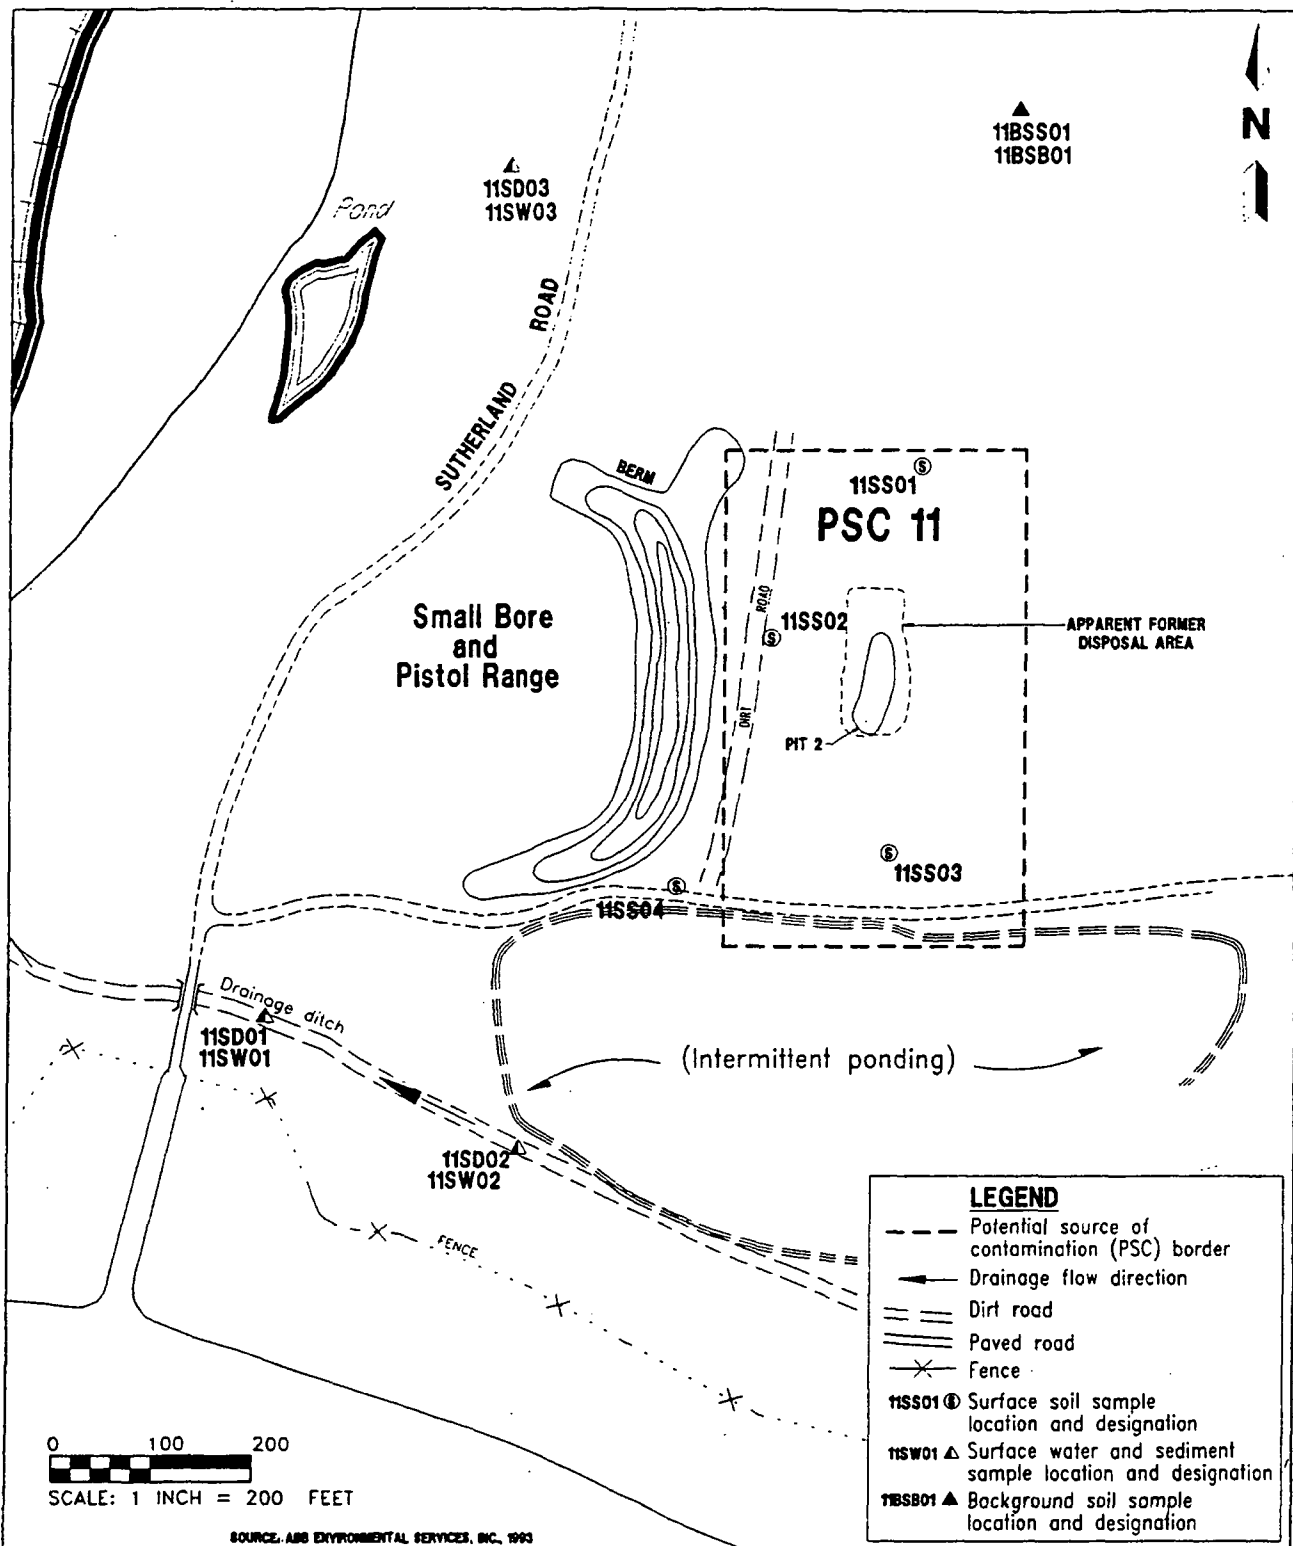 N
11BSS01
11BSB01
11SD03
11SW03
Pond
SUTHERLAND ROAD
BERM
11SS01
PSC 11
Small Bore
and
Pistol Range
11SS02
DIRT ROAD
APPARENT FORMER
DISPOSAL AREA
PIT 2
11SS03
11SS04
Drainage ditch
11SD01
11SW01
(Intermittent ponding)
11SD02
11SW02
FENCE
LEGEND
Potential source of
contamination (PSC) border
Drainage flow direction
Dirt road
Paved road
Fence
11SS01 S Surface soil sample
location and designation
11SW01 Surface water and sediment
sample location and designation
11BSB01 Background soil sample
location and designation
0 100 200
SCALE: 1 INCH = 200 FEET
SOURCE: ABB ENVIRONMENTAL SERVICES, INC., 1993